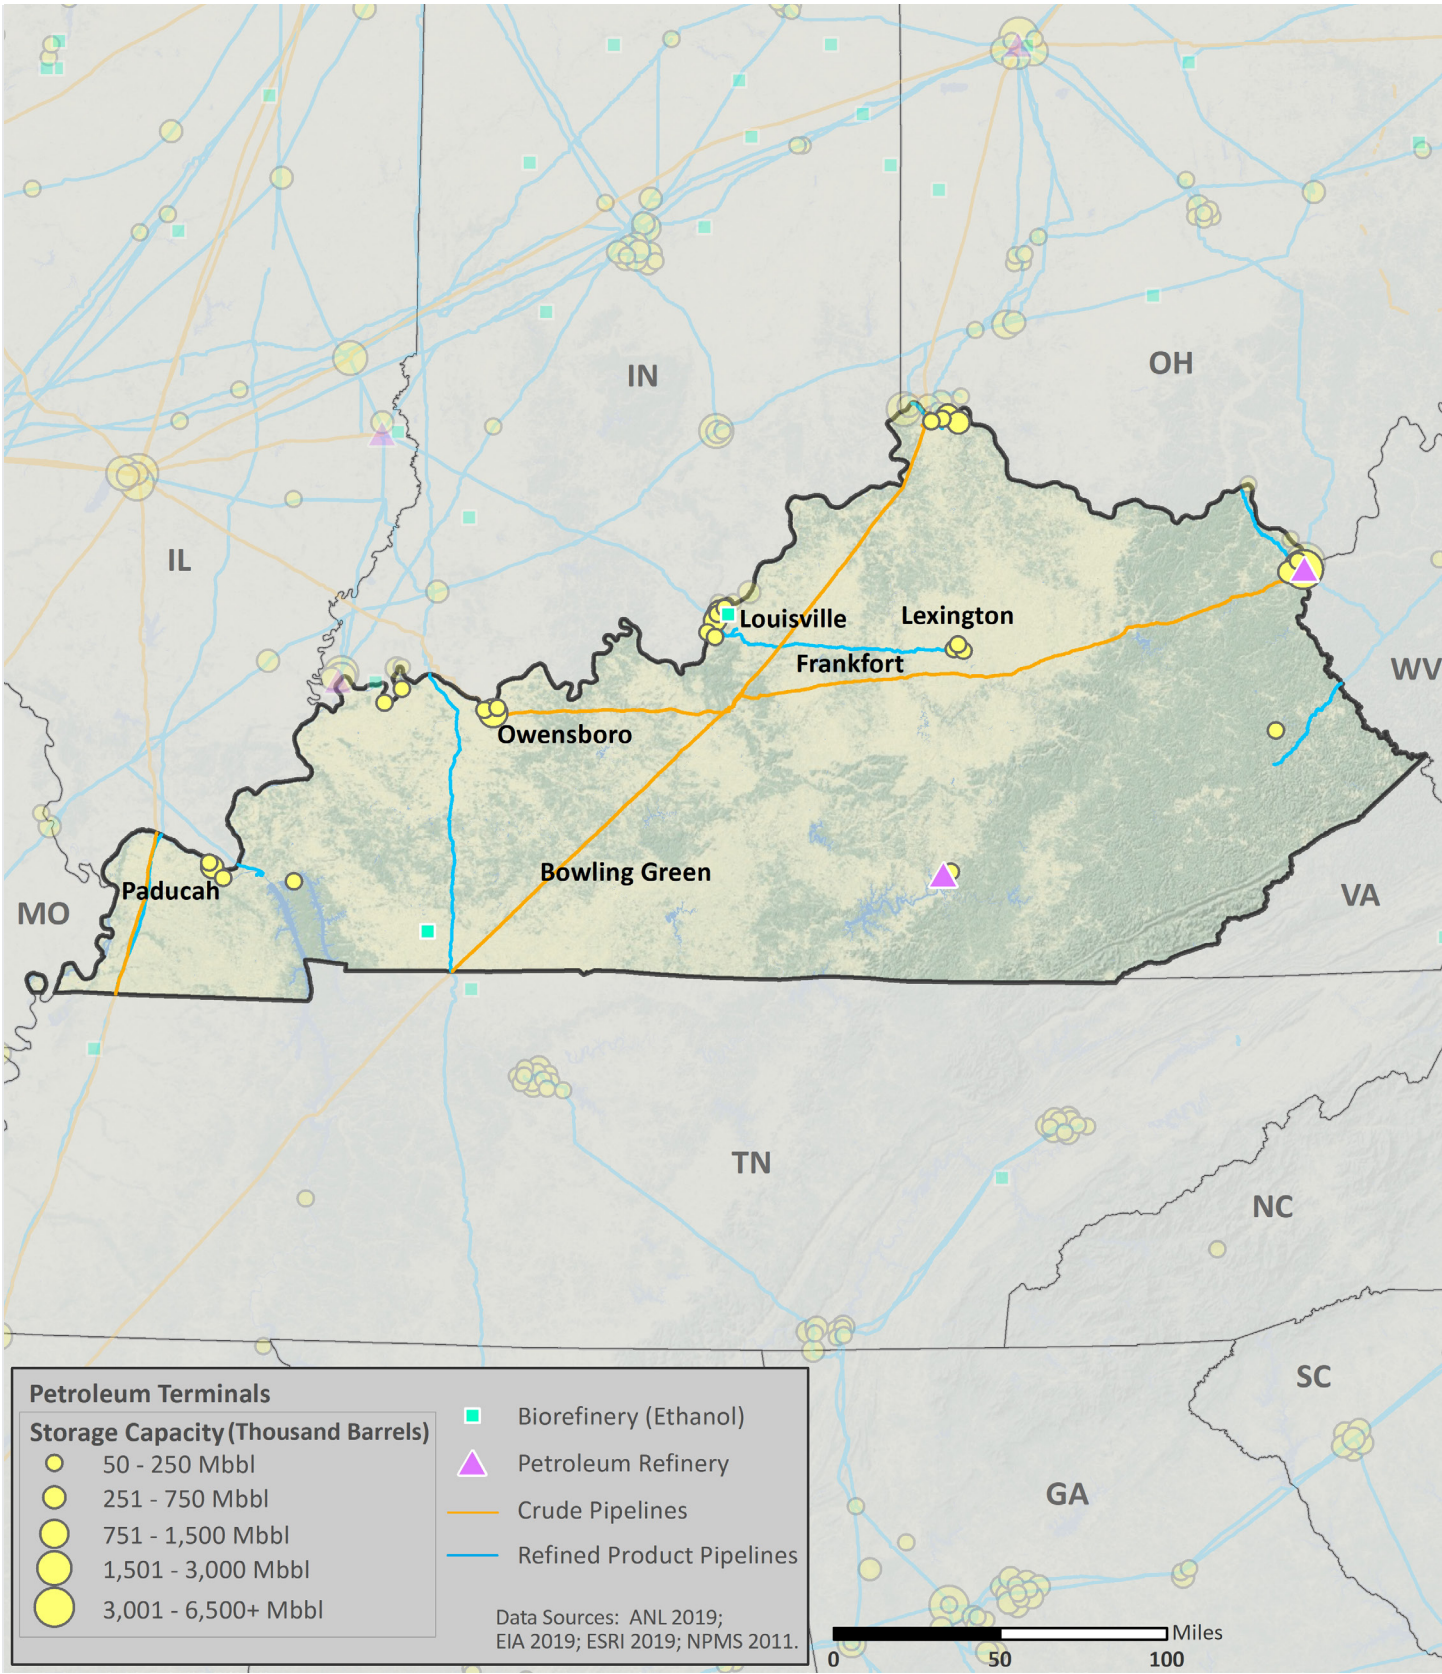 IN
OH
IL
Louisville
Lexington
Frankfort
WV
Owensboro
Bowling Green
Paducah
MO
VA
TN
NC
SC
GA
Petroleum Terminals
Storage Capacity (Thousand Barrels)
50 - 250 Mbbl
251 - 750 Mbbl
751 - 1,500 Mbbl
1,501 - 3,000 Mbbl
3,001 - 6,500+ Mbbl
Biorefinery (Ethanol)
Petroleum Refinery
Crude Pipelines
Refined Product Pipelines
Data Sources: ANL 2019;
EIA 2019; ESRI 2019; NPMS 2011.
Miles
0 50 100